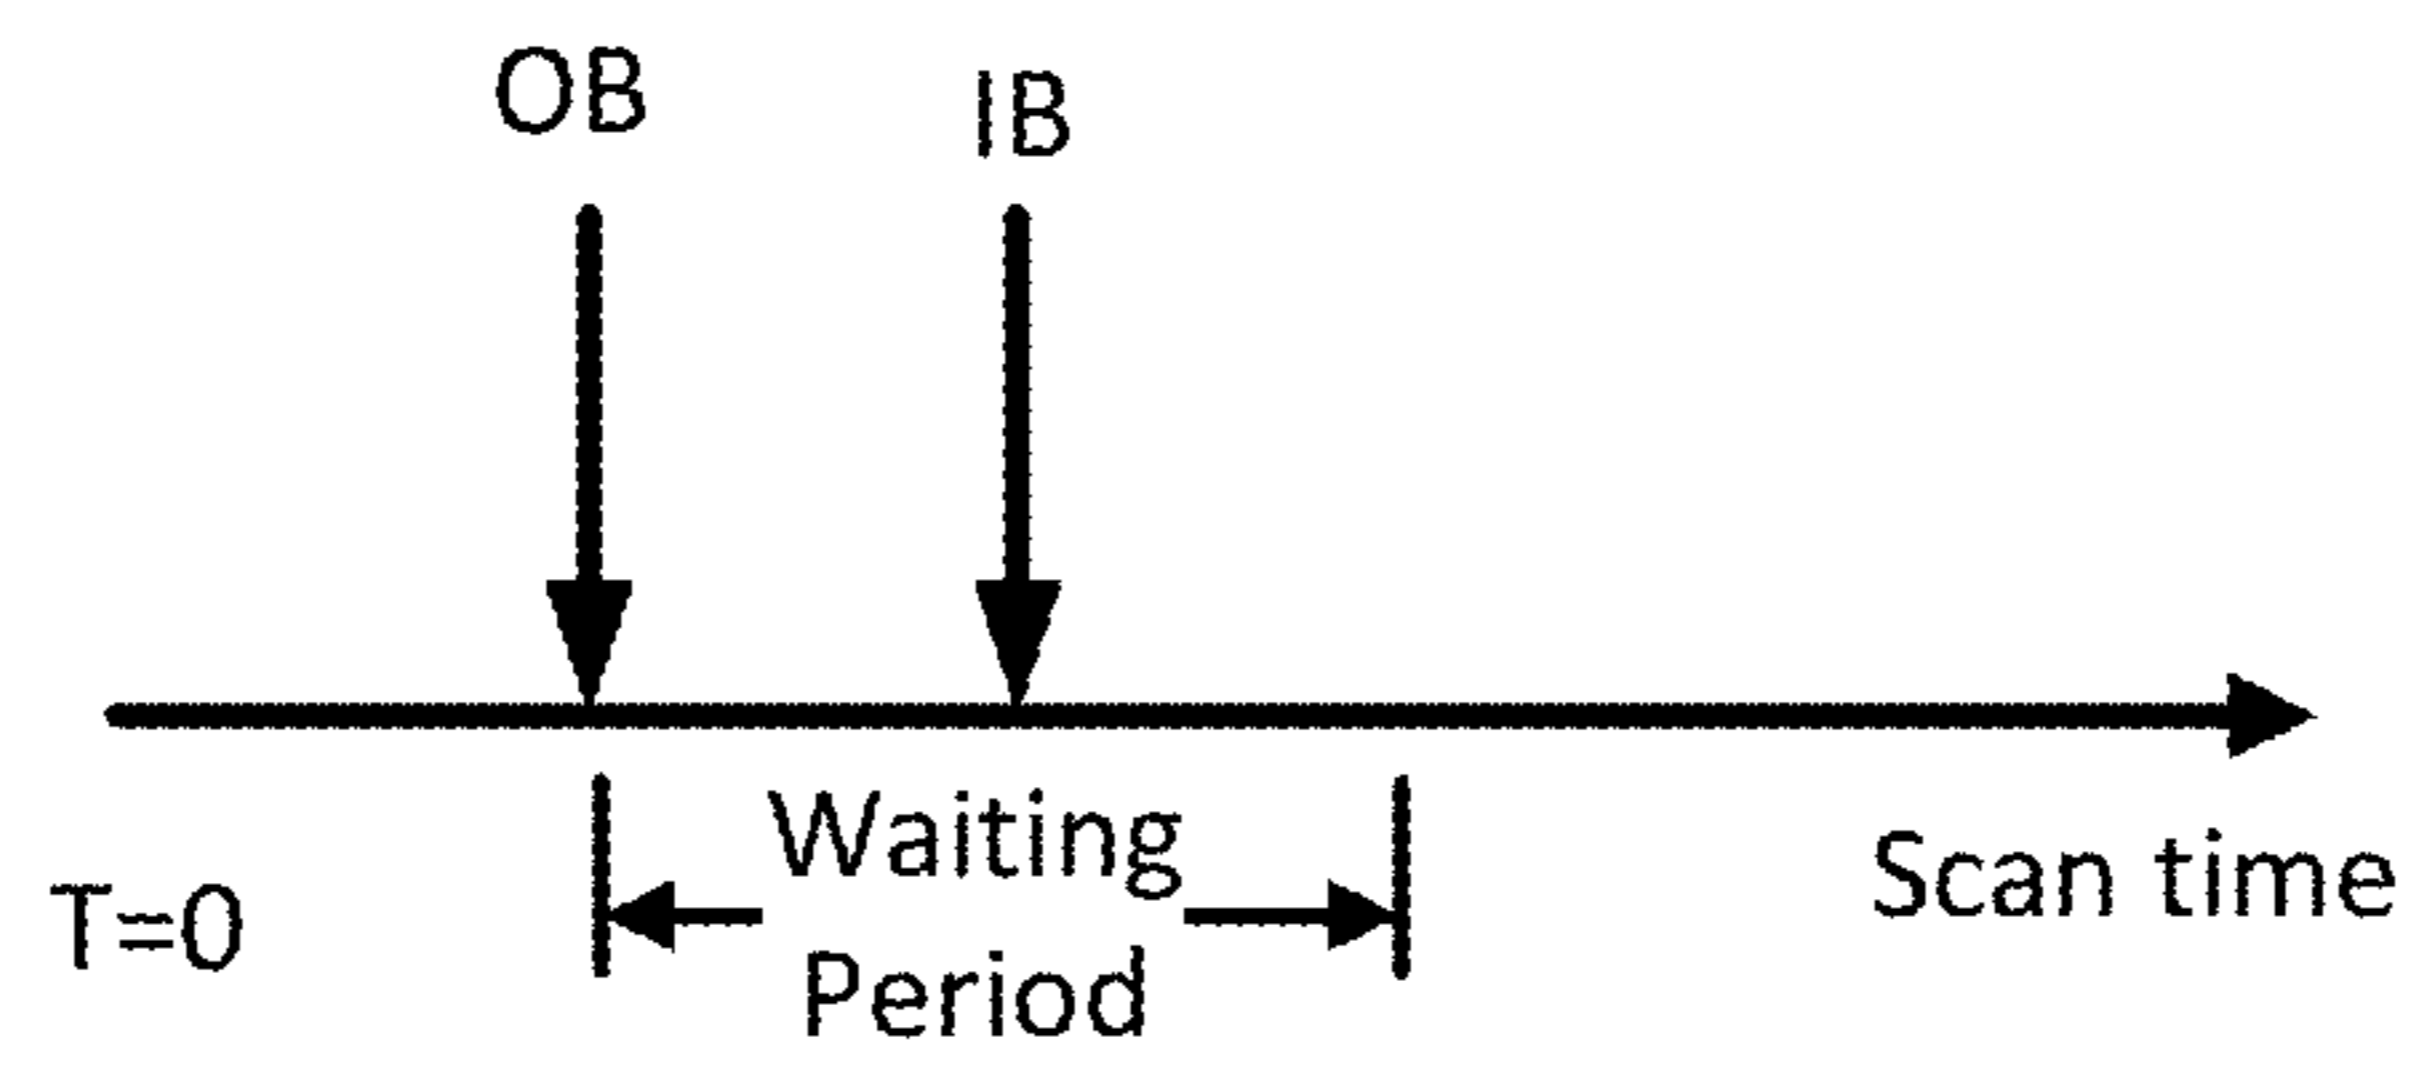 OB
IB
Waiting
Period
T=0
Scan time